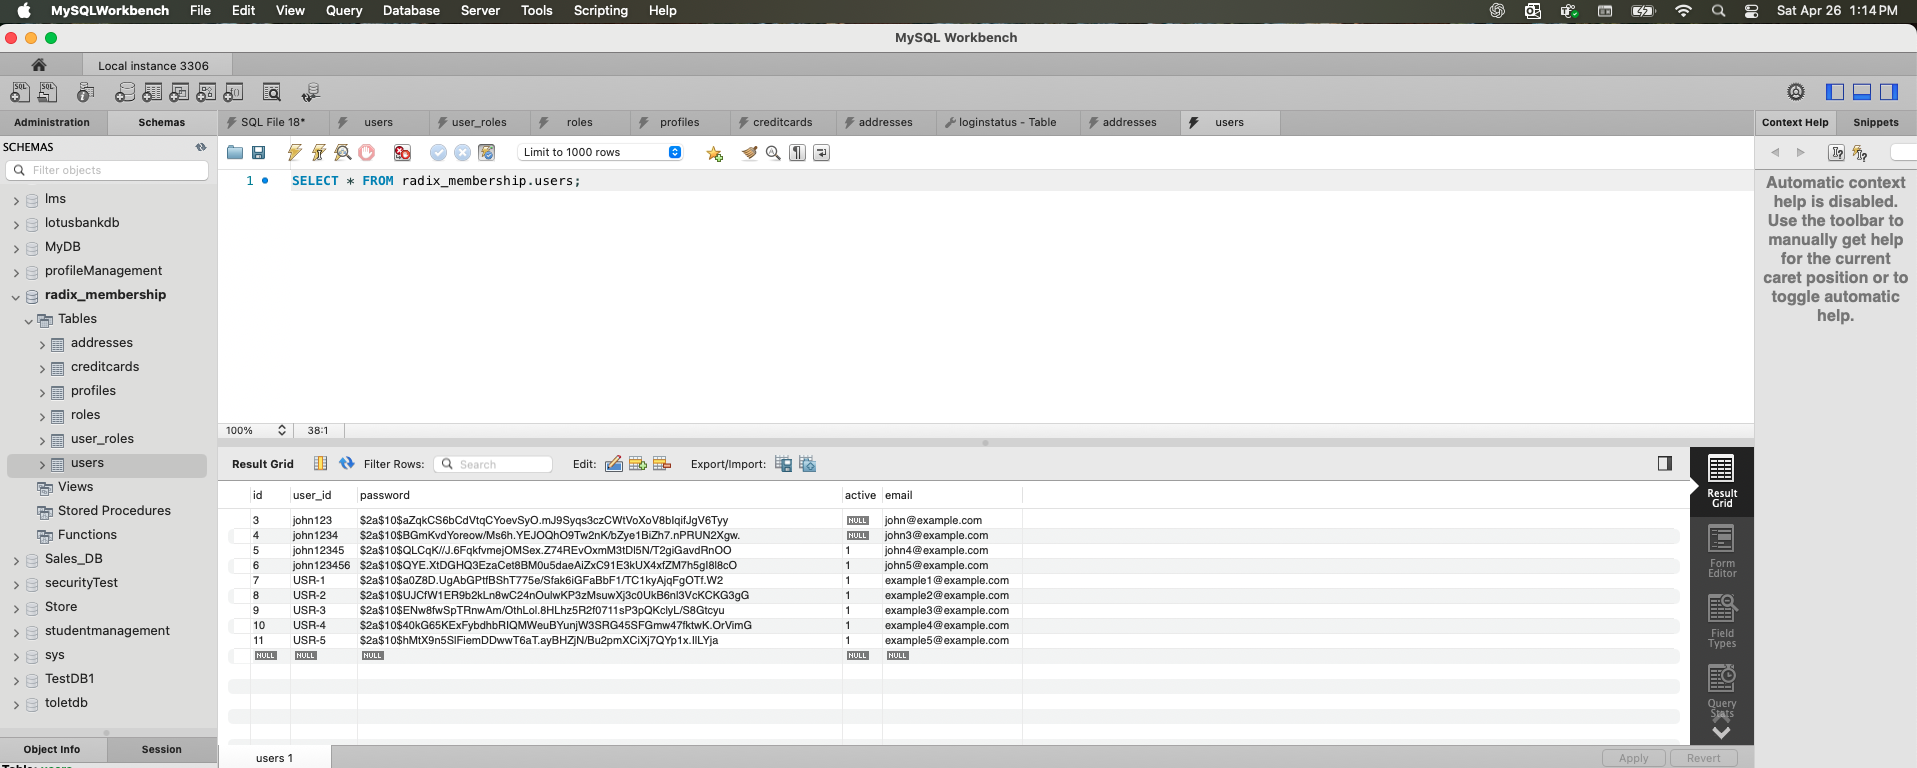 MySQLWorkbench File Edit View Query Database Server Tools Scripting Help Sat Apr 26 1:14 PM
MySQL Workbench
Local instance 3306
Administration Schemas SQL File 18* users user_roles roles profiles creditcards addresses loginstatus - Table addresses users Context Help Snippets
SCHEMAS
Filter objects
Limit to 1000 rows
1 SELECT * FROM radix_membership.users;
lms
lotusbankdb
MyDB
profileManagement
radix_membership
Tables
addresses
creditcards
profiles
roles
user_roles
users
Views
Stored Procedures
Functions
Sales_DB
securityTest
Store
studentmanagement
sys
TestDB1
toletdb
Object Info Session
Automatic context
help is disabled.
Use the toolbar to
manually get help
for the current
caret position or to
toggle automatic
help.
100% 38:1
Result Grid Filter Rows: Search Edit: Export/Import:
id user_id password active email
3 john123 $2a$10$aZqkCS6bCdVtqCYoevSyO.mJ9Syqs3czCWtVoXoV8bIqifJgV6Tyy NULL john@example.com
4 john1234 $2a$10$BGmKvdYoreow/Ms6h.YEJOQhO9Tw2nK/bZye1BiZh7.nPRUN2Xgw. NULL john3@example.com
5 john12345 $2a$10$QLCqK//J.6FqkfvmejOMSex.Z74REvOxmM3tDl5N/T2giGavdRnOO 1 john4@example.com
6 john123456 $2a$10$QYE.XtDGHQ3EzaCet8BM0u5daeAiZxC91E3kUX4xfZM7h5gI8l8cO 1 john5@example.com
7 USR-1 $2a$10$a0Z8D.UgAbGPtfBShT775e/Sfak6iGFaBbF1/TC1kyAjqFgOTf.W2 1 example1@example.com
8 USR-2 $2a$10$UJCfW1ER9b2kLn8wC24nOulwKP3zMsuwXj3c0UkB6nl3VcKCKG3gG 1 example2@example.com
9 USR-3 $2a$10$ENw8fwSpTRnwAm/OthLol.8HLhz5R2f0711sP3pQKclyL/S8Gtcyu 1 example3@example.com
10 USR-4 $2a$10$40kG65KExFybdhbRIQMWeuBYunjW3SRG45SFGmw47fktwK.OrVimG 1 example4@example.com
11 USR-5 $2a$10$hMtX9n5SlFiemDDwwT6aT.ayBHZjN/Bu2pmXCiXj7QYp1x.IlLYja 1 example5@example.com
NULL NULL NULL NULL NULL
Result
Grid
Form
Editor
Field
Types
Query
Stats
users 1 Apply Revert